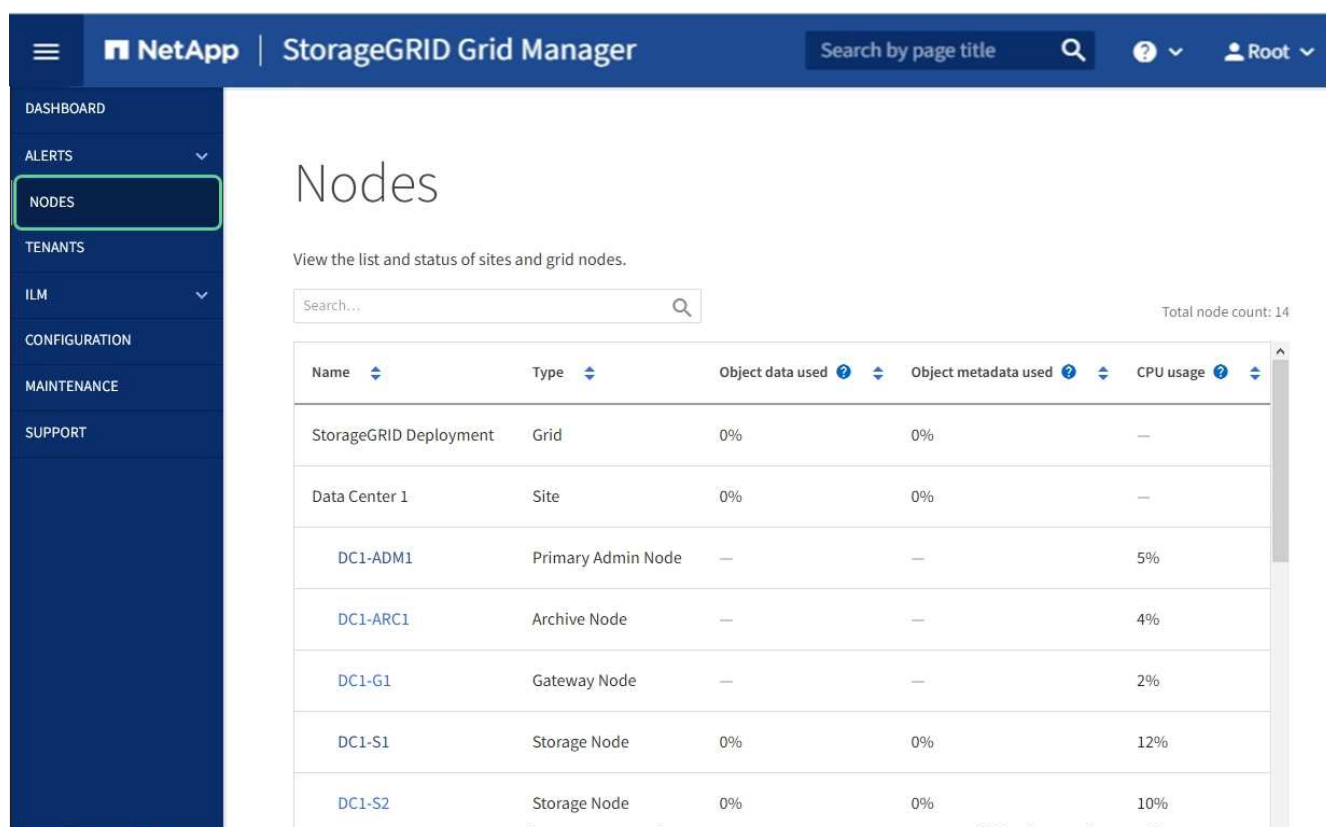 NetApp | StorageGRID Grid Manager Search by page title Root
DASHBOARD
ALERTS
NODES
TENANTS
ILM
CONFIGURATION
MAINTENANCE
SUPPORT
Nodes
View the list and status of sites and grid nodes.
Search...
Total node count: 14
Name Type Object data used Object metadata used CPU usage
StorageGRID Deployment Grid 0% 0% —
Data Center 1 Site 0% 0% —
DC1-ADM1 Primary Admin Node — — 5%
DC1-ARC1 Archive Node — — 4%
DC1-G1 Gateway Node — — 2%
DC1-S1 Storage Node 0% 0% 12%
DC1-S2 Storage Node 0% 0% 10%